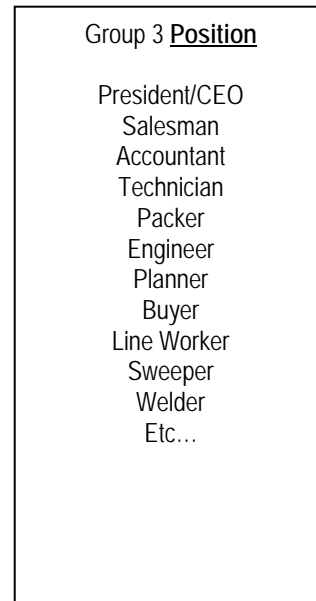 Group 3 Position
President/CEO
Salesman
Accountant
Technician
Packer
Engineer
Planner
Buyer
Line Worker
Sweeper
Welder
Etc…